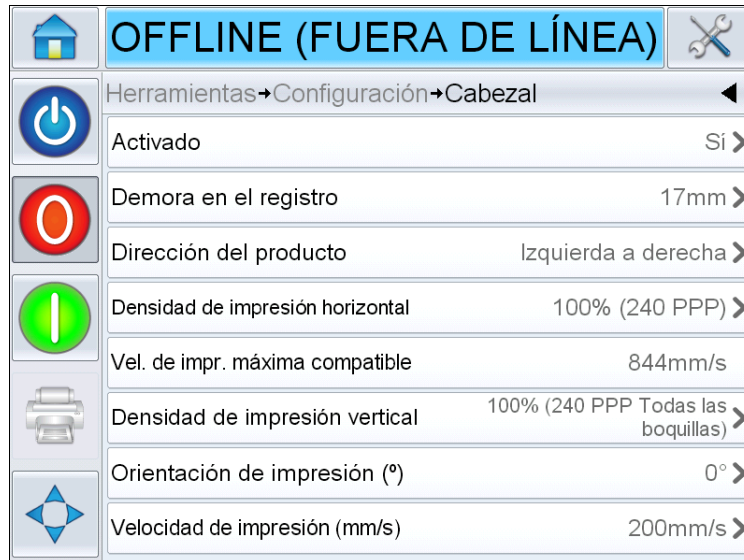 OFFLINE (FUERA DE LÍNEA)
Herramientas→Configuración→Cabezal
Activado Sí
Demora en el registro 17mm
Dirección del producto Izquierda a derecha
Densidad de impresión horizontal 100% (240 PPP)
Vel. de impr. máxima compatible 844mm/s
Densidad de impresión vertical 100% (240 PPP Todas las
boquillas)
Orientación de impresión (º) 0°
Velocidad de impresión (mm/s) 200mm/s